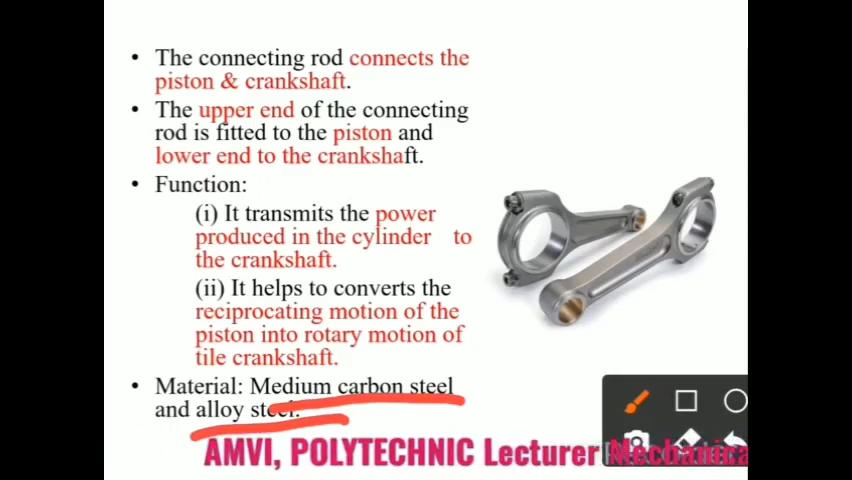 • The connecting rod connects the
piston & crankshaft.
• The upper end of the connecting
rod is fitted to the piston and
lower end to the crankshaft.
• Function:
(i) It transmits the power
produced in the cylinder to
the crankshaft.
(ii) It helps to converts the
reciprocating motion of the
piston into rotary motion of
tile crankshaft.
• Material: Medium carbon steel
and alloy steel.
AMVI, POLYTECHNIC Lecturer Mechanica